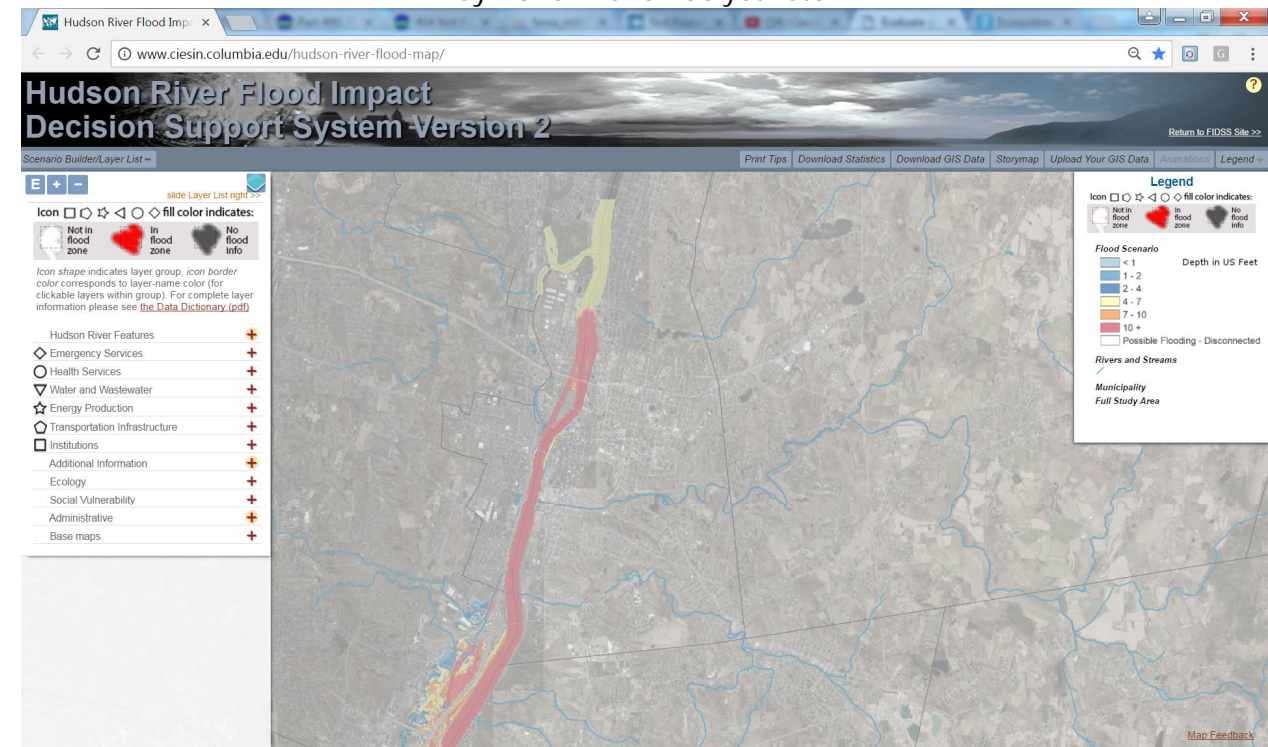 Hudson River Flood Impa
www.ciesin.columbia.edu/hudson-river-flood-map/
Hudson River Flood Impact
Decision Support System Version 2
?
Return to FIDSS Site >>
Scenario Builder/Layer List –
Print Tips
Download Statistics
Download GIS Data
Storymap
Upload Your GIS Data
Animations
Legend +
E + –
slide Layer List right >>
Icon fill color indicates:
Not in flood zone
In flood zone
No flood info
Icon shape indicates layer group, icon border
color corresponds to layer-name color (for
clickable layers within group). For complete layer
information please see the Data Dictionary (pdf)
Hudson River Features +
Emergency Services +
Health Services +
Water and Wastewater +
Energy Production +
Transportation Infrastructure +
Institutions +
Additional Information +
Ecology +
Social Vulnerability +
Administrative +
Base maps +
Legend
Icon fill color indicates:
Not in flood zone
In flood zone
No flood info
Flood Scenario
< 1 Depth in US Feet
1 - 2
2 - 4
4 - 7
7 - 10
10 +
Possible Flooding - Disconnected
Rivers and Streams
Municipality
Full Study Area
Map Feedback